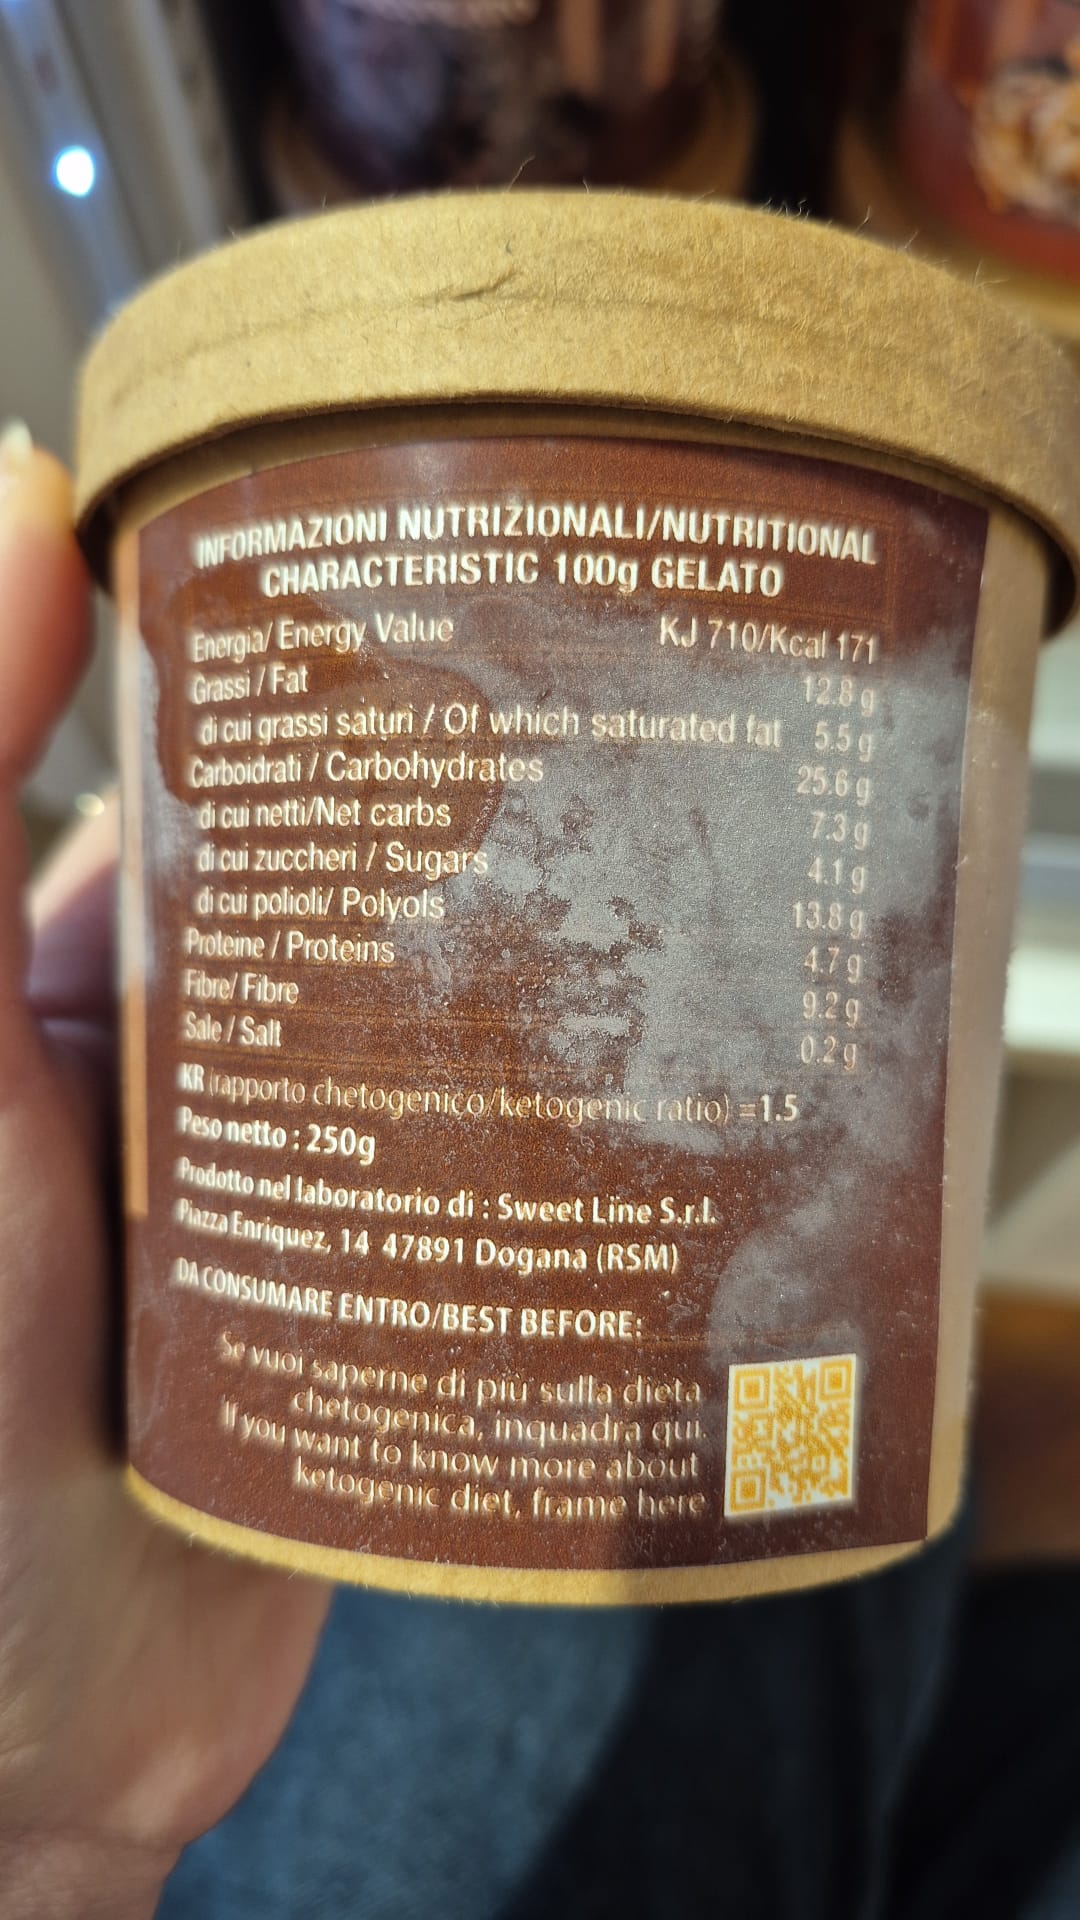 INFORMAZIONI NUTRIZIONALI/NUTRITIONAL
CHARACTERISTIC 100g GELATO
Energia/ Energy Value KJ 710/Kcal 171
Grassi / Fat 12.8 g
di cui grassi saturi / Of which saturated fat 5.5 g
Carboidrati / Carbohydrates 25.6 g
di cui netti/Net carbs 7.3 g
di cui zuccheri / Sugars 4.1 g
di cui polioli/ Polyols 13.8 g
Proteine / Proteins 4.7 g
Fibre/ Fibre 9.2 g
Sale / Salt 0.2 g
KR (rapporto chetogenico/ketogenic ratio) =1.5
Peso netto : 250g
Prodotto nel laboratorio di : Sweet Line S.r.l.
Piazza Enriquez, 14 47891 Dogana (RSM)
DA CONSUMARE ENTRO/BEST BEFORE:
Se vuoi saperne di più sulla dieta
chetogenica, inquadra qui.
If you want to know more about
ketogenic diet, frame here